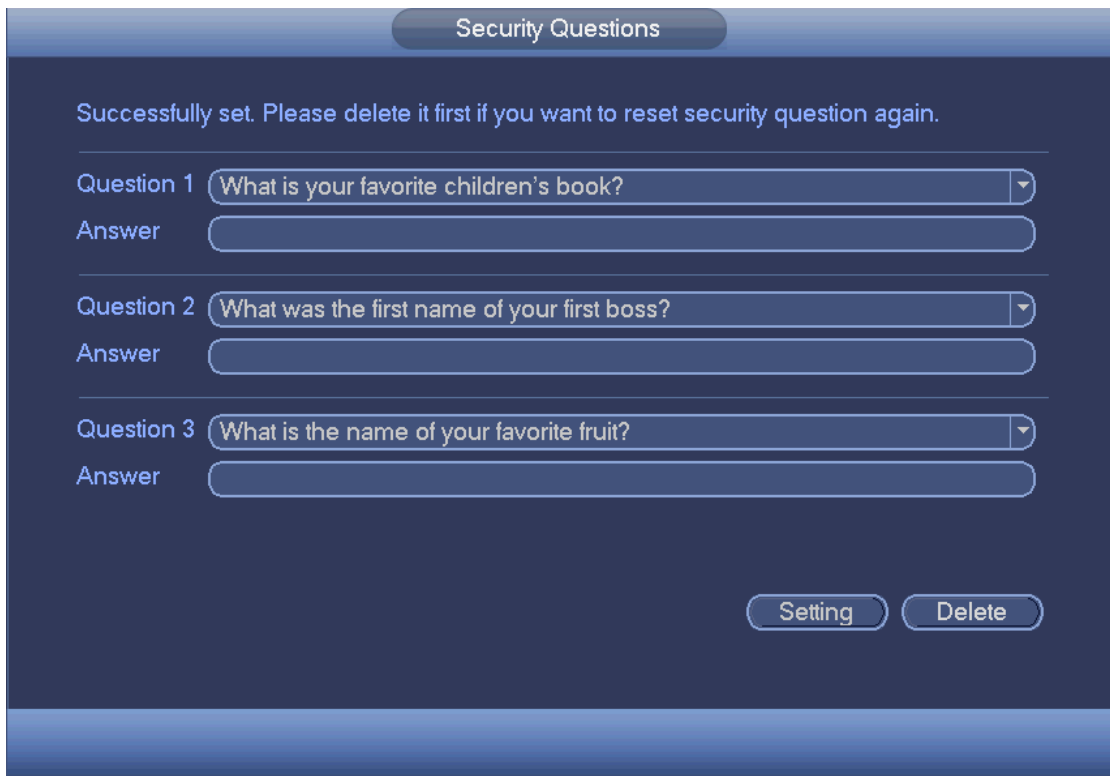 Security Questions
Successfully set. Please delete it first if you want to reset security question again.
Question 1 What is your favorite children's book?
Answer
Question 2 What was the first name of your first boss?
Answer
Question 3 What is the name of your favorite fruit?
Answer
Setting Delete